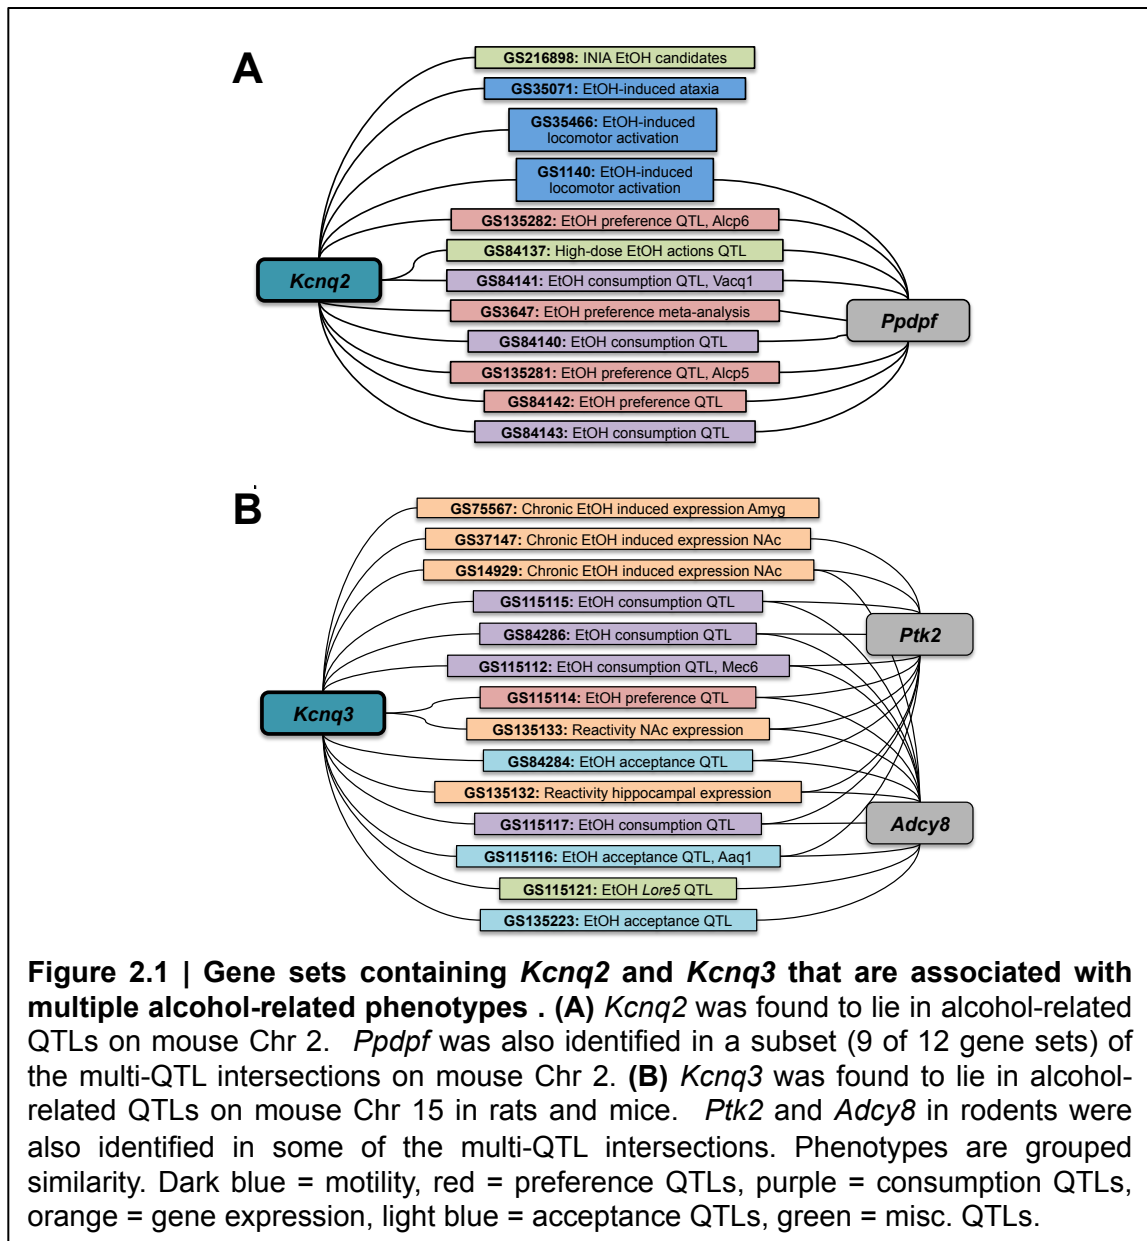 A
GS216898: INIA EtOH candidates
GS35071: EtOH-induced ataxia
GS35466: EtOH-induced
locomotor activation
GS1140: EtOH-induced
locomotor activation
GS135282: EtOH preference QTL, Alcp6
GS84137: High-dose EtOH actions QTL
Kcnq2
GS84141: EtOH consumption QTL, Vacq1
GS3647: EtOH preference meta-analysis
Ppdpf
GS84140: EtOH consumption QTL
GS135281: EtOH preference QTL, Alcp5
GS84142: EtOH preference QTL
GS84143: EtOH consumption QTL
B
GS75567: Chronic EtOH induced expression Amyg
GS37147: Chronic EtOH induced expression NAc
GS14929: Chronic EtOH induced expression NAc
GS115115: EtOH consumption QTL
GS84286: EtOH consumption QTL
Ptk2
GS115112: EtOH consumption QTL, Mec6
GS115114: EtOH preference QTL
Kcnq3
GS135133: Reactivity NAc expression
GS84284: EtOH acceptance QTL
GS135132: Reactivity hippocampal expression
GS115117: EtOH consumption QTL
Adcy8
GS115116: EtOH acceptance QTL, Aaq1
GS115121: EtOH Lore5 QTL
GS135223: EtOH acceptance QTL
Figure 2.1 | Gene sets containing Kcnq2 and Kcnq3 that are associated with
multiple alcohol-related phenotypes . (A) Kcnq2 was found to lie in alcohol-related
QTLs on mouse Chr 2. Ppdpf was also identified in a subset (9 of 12 gene sets) of
the multi-QTL intersections on mouse Chr 2. (B) Kcnq3 was found to lie in alcohol-
related QTLs on mouse Chr 15 in rats and mice. Ptk2 and Adcy8 in rodents were
also identified in some of the multi-QTL intersections. Phenotypes are grouped
similarity. Dark blue = motility, red = preference QTLs, purple = consumption QTLs,
orange = gene expression, light blue = acceptance QTLs, green = misc. QTLs.